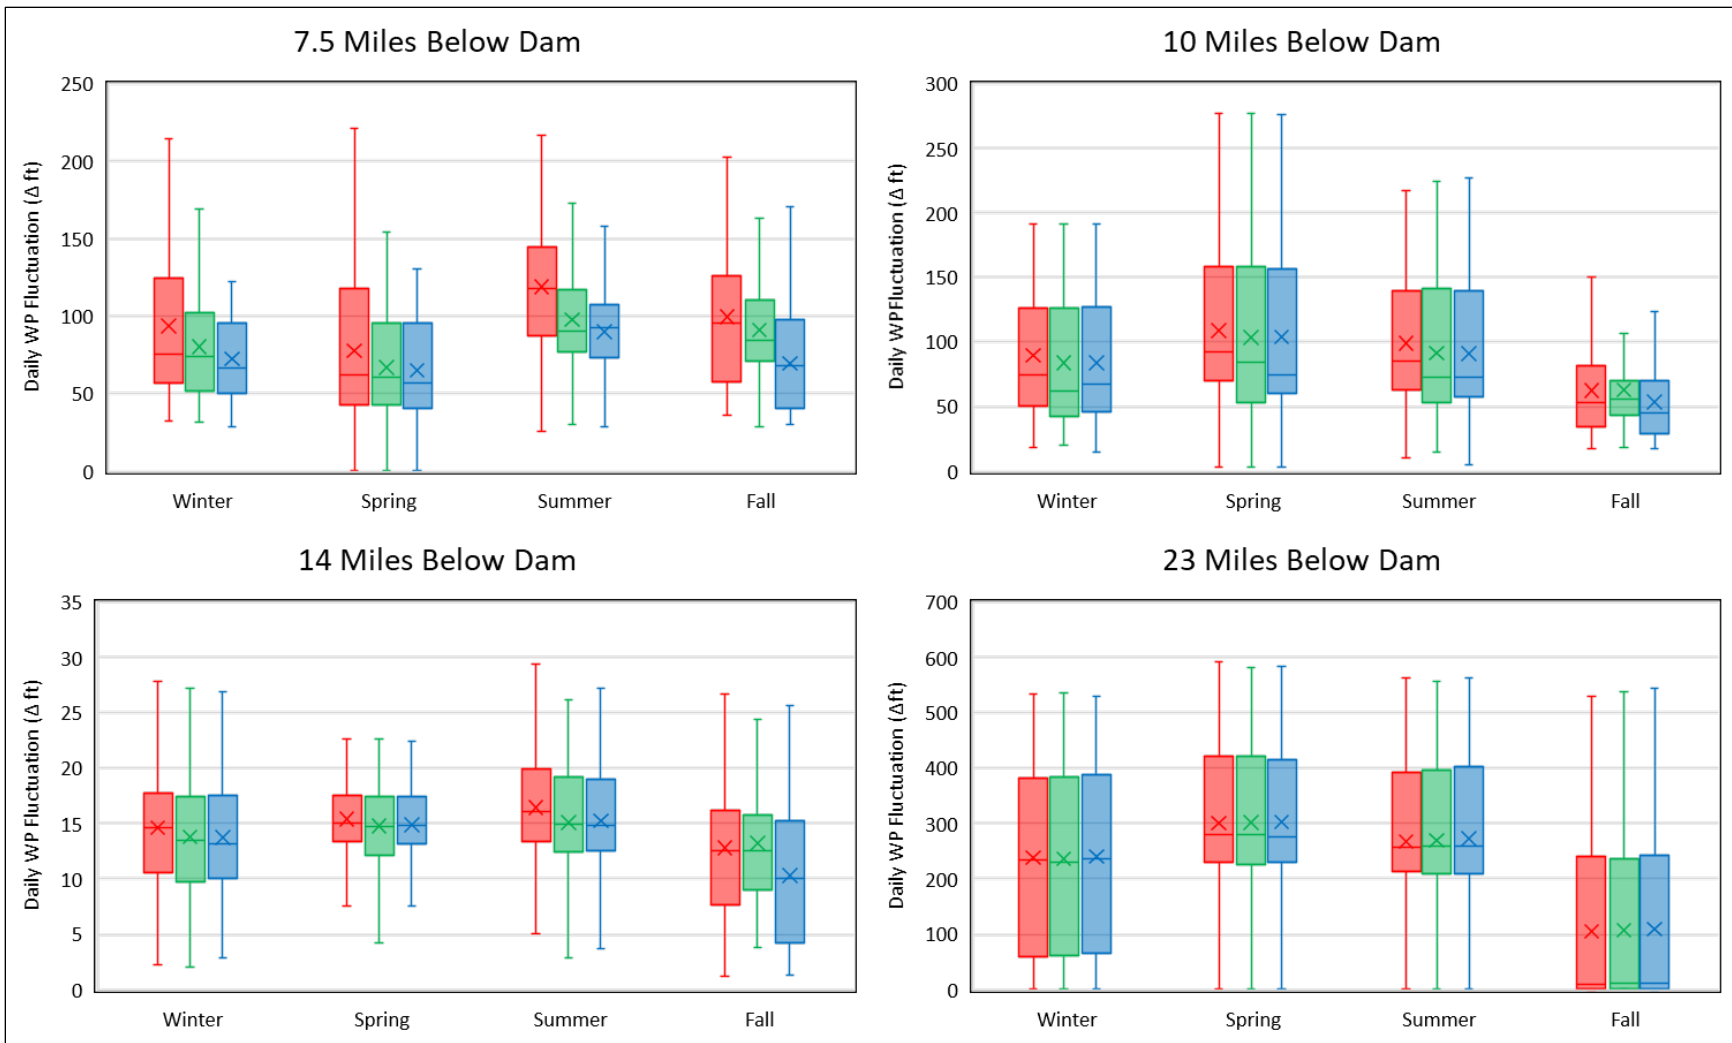 7.5 Miles Below Dam
Daily WP Fluctuation (Δ ft)
250
200
150
100
50
0
Winter Spring Summer Fall
10 Miles Below Dam
Daily WPFluctuation (Δ ft)
300
250
200
150
100
50
0
Winter Spring Summer Fall
14 Miles Below Dam
Daily WP Fluctuation (Δ ft)
35
30
25
20
15
10
5
0
Winter Spring Summer Fall
23 Miles Below Dam
Daily WP Fluctuation (Δft)
700
600
500
400
300
200
100
0
Winter Spring Summer Fall